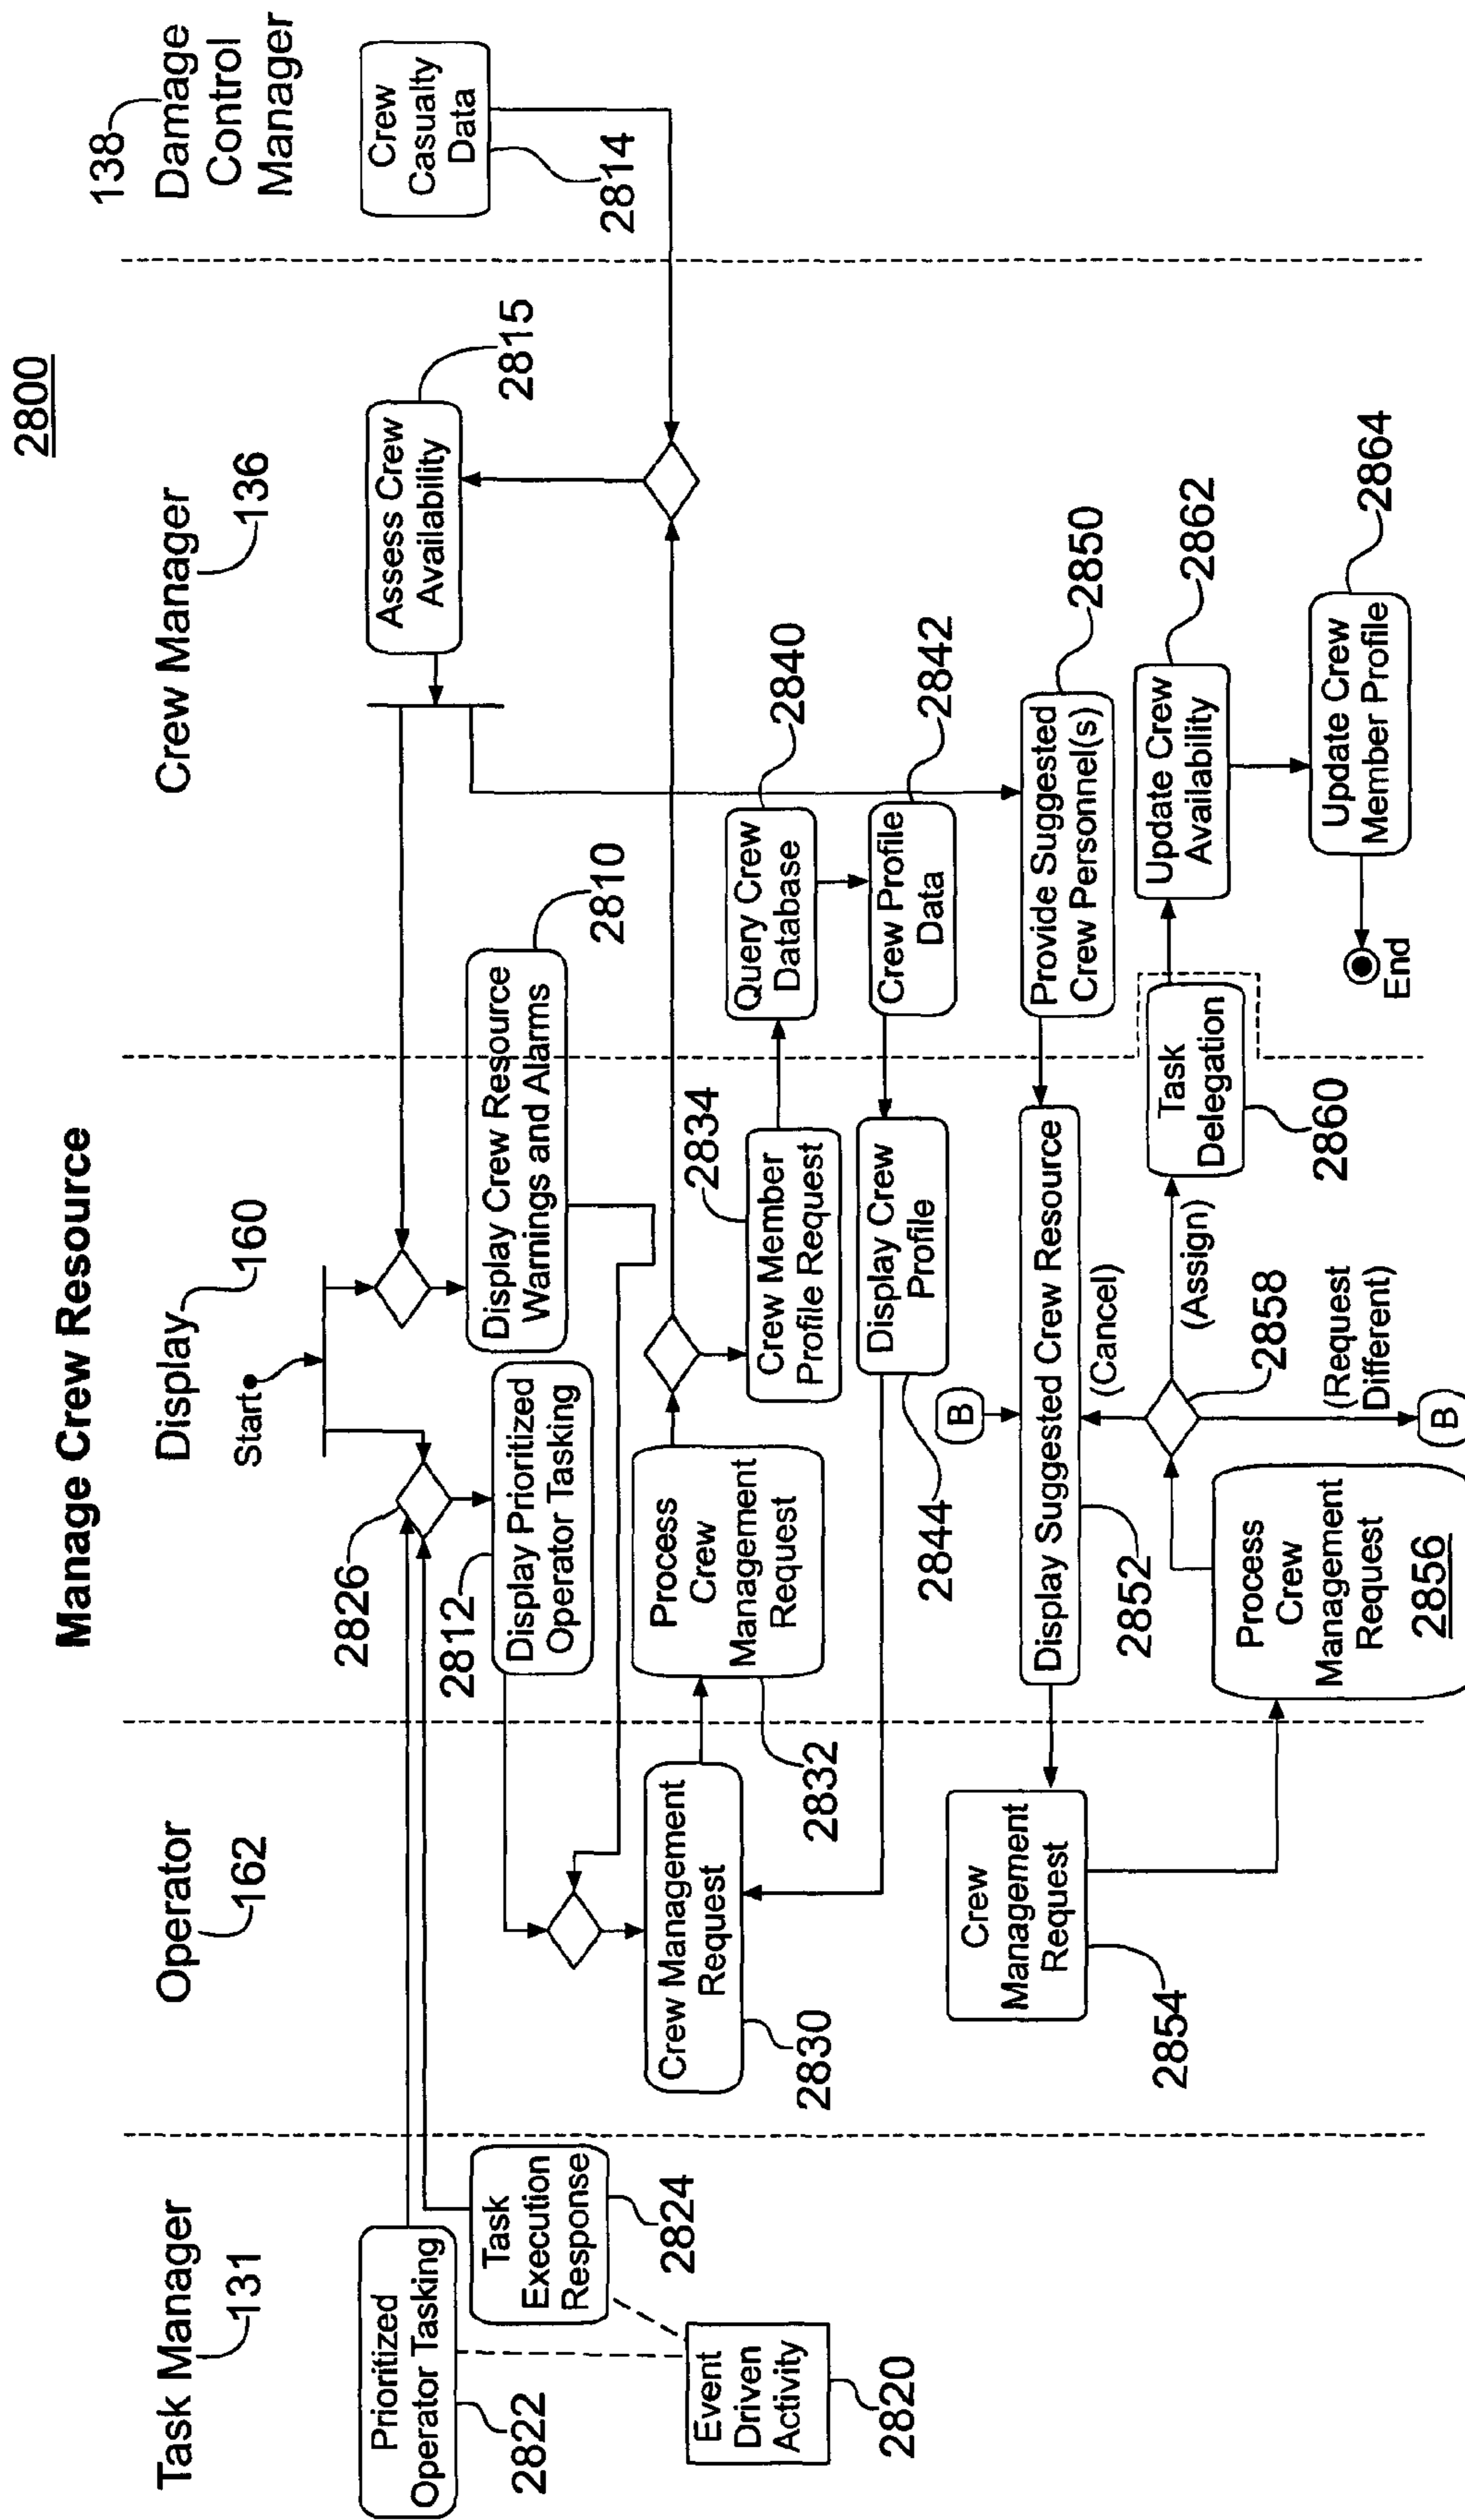 2800
Manage Crew Resource
Task Manager
131
Operator
162
Display
160
Crew Manager
136
138
Damage
Control
Manager
Start
Prioritized
Operator Tasking
2822
Task
Execution
Response
2824
Event
Driven
Activity
2820
2826
2812
Display Prioritized
Operator Tasking
Display Crew Resource
Warnings and Alarms
2810
Assess Crew
Availability
2815
Crew
Casualty
Data
2814
Crew Management
Request
2830
Process
Crew
Management
Request
2832
2834
Crew Member
Profile Request
Query Crew
Database
2840
Crew Profile
Data
2842
Display Crew
Profile
2844
B
Provide Suggested
Crew Personnel(s)
2850
Display Suggested Crew Resource
2852
Crew
Management
Request
2854
Process
Crew
Management
Request
2856
(Cancel)
(Assign)
2858
(Request
Different)
B
Task
Delegation
2860
Update Crew
Availability
2862
Update Crew
Member Profile
2864
End